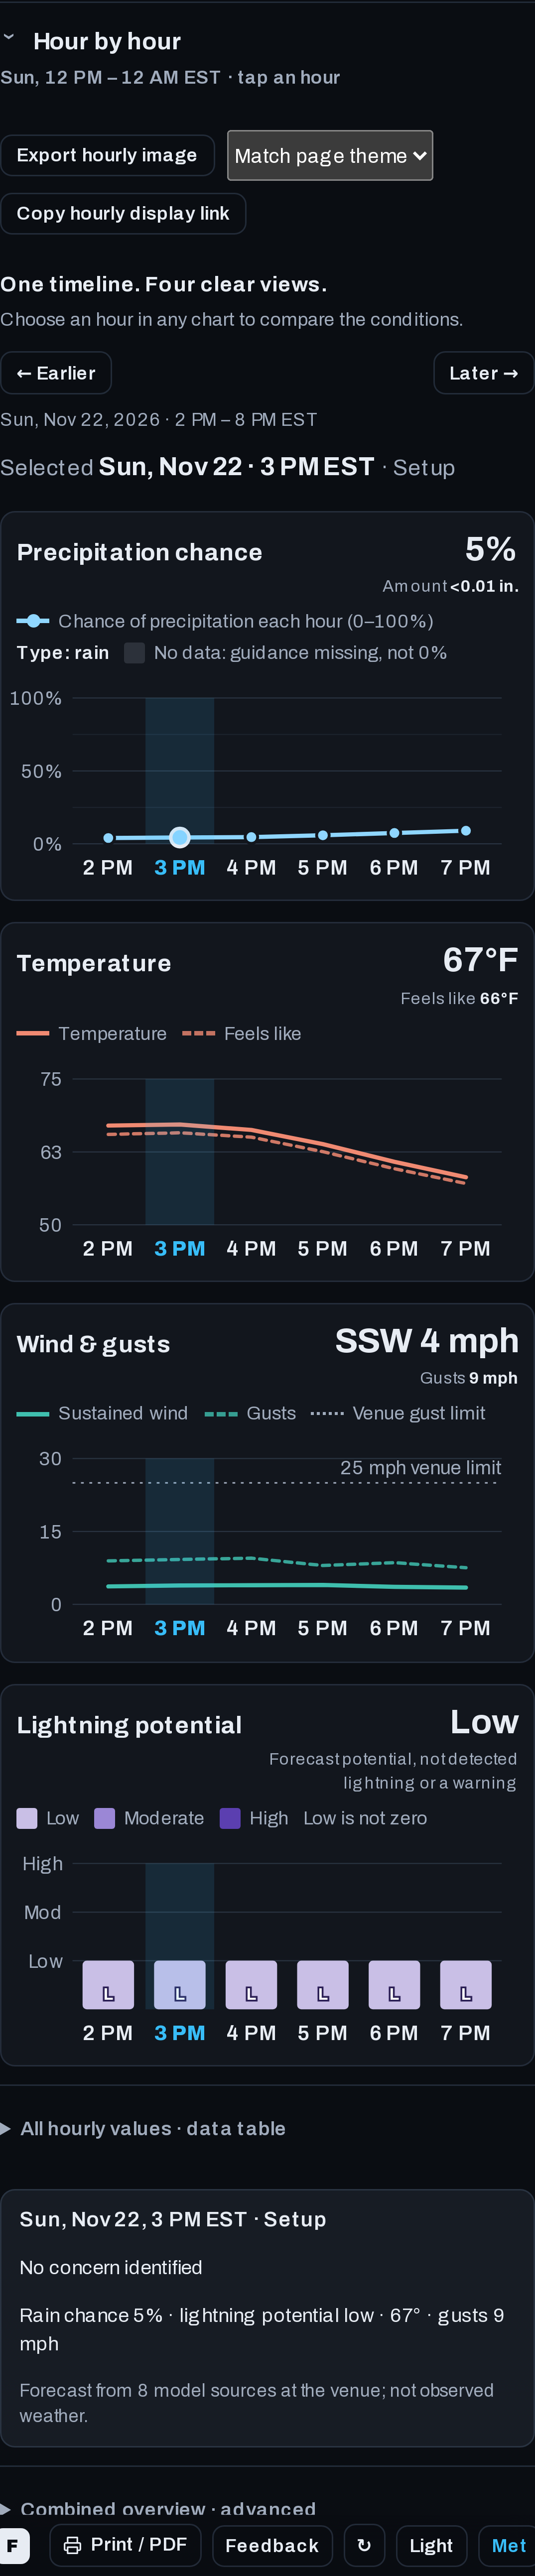 Hour by hour
Sun, 12 PM – 12 AM EST · tap an hour
Export hourly image
Match page theme
Copy hourly display link
One timeline. Four clear views.
Choose an hour in any chart to compare the conditions.
← Earlier
Later →
Sun, Nov 22, 2026 · 2 PM – 8 PM EST
Selected Sun, Nov 22 · 3 PM EST · Setup
Precipitation chance
5%
Amount <0.01 in.
Chance of precipitation each hour (0–100%)
Type: rain No data: guidance missing, not 0%
100%
50%
0%
2 PM 3 PM 4 PM 5 PM 6 PM 7 PM
Temperature
67°F
Feels like 66°F
Temperature Feels like
75
63
50
2 PM 3 PM 4 PM 5 PM 6 PM 7 PM
Wind & gusts
SSW 4 mph
Gusts 9 mph
Sustained wind Gusts Venue gust limit
30
25 mph venue limit
15
0
2 PM 3 PM 4 PM 5 PM 6 PM 7 PM
Lightning potential
Low
Forecast potential, not detected
lightning or a warning
Low Moderate High Low is not zero
High
Mod
Low
L L L L L L
2 PM 3 PM 4 PM 5 PM 6 PM 7 PM
All hourly values · data table
Sun, Nov 22, 3 PM EST · Setup
No concern identified
Rain chance 5% · lightning potential low · 67° · gusts 9
mph
Forecast from 8 model sources at the venue; not observed
weather.
Combined overview · advanced
F Print / PDF Feedback ↻ Light Met